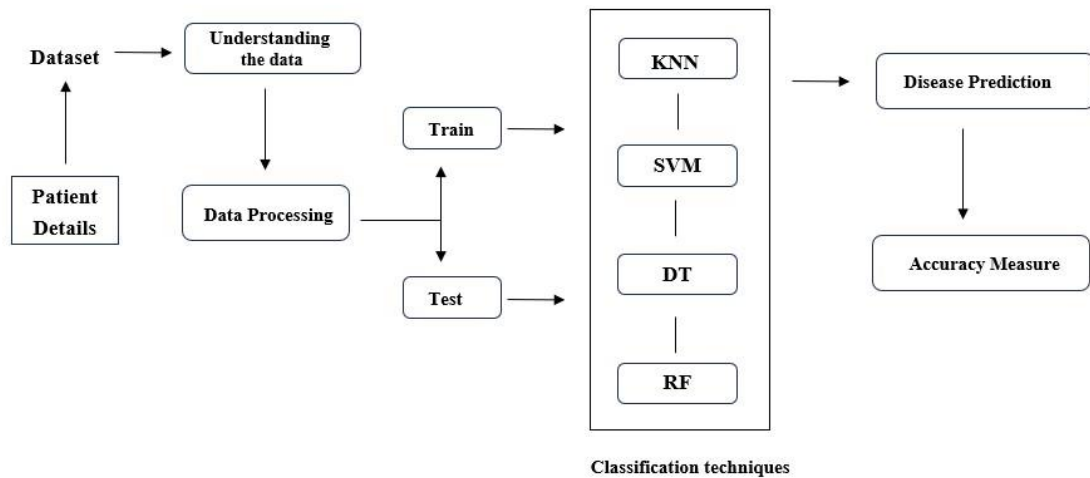 Dataset
Understanding
the data
Patient
Details
Data Processing
Train
Test
KNN
SVM
DT
RF
Classification techniques
Disease Prediction
Accuracy Measure